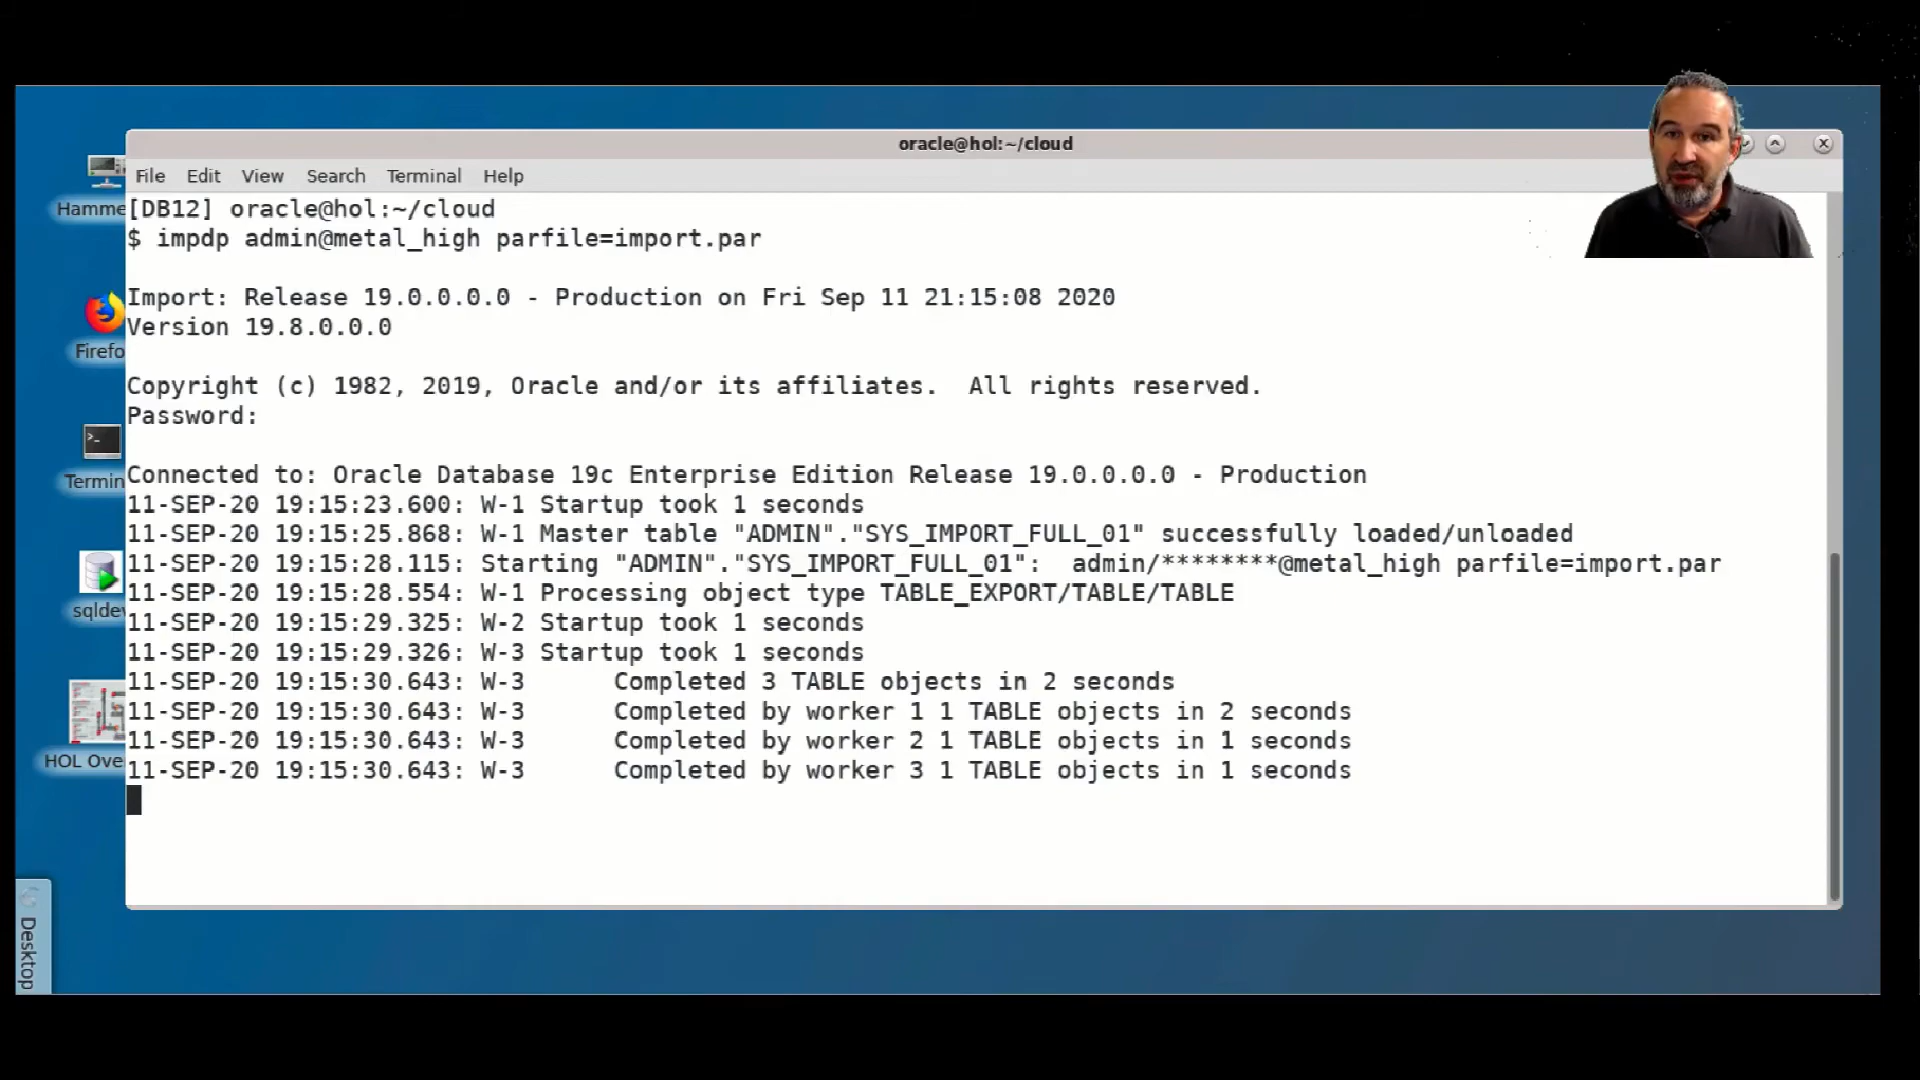 oracle@hol:~/cloud
File Edit View Search Terminal Help
[DB12] oracle@hol:~/cloud
$ impdp admin@metal_high parfile=import.par
Import: Release 19.0.0.0.0 - Production on Fri Sep 11 21:15:08 2020
Version 19.8.0.0.0
Copyright (c) 1982, 2019, Oracle and/or its affiliates.  All rights reserved.
Password:
Connected to: Oracle Database 19c Enterprise Edition Release 19.0.0.0.0 - Production
11-SEP-20 19:15:23.600: W-1 Startup took 1 seconds
11-SEP-20 19:15:25.868: W-1 Master table "ADMIN"."SYS_IMPORT_FULL_01" successfully loaded/unloaded
11-SEP-20 19:15:28.115: Starting "ADMIN"."SYS_IMPORT_FULL_01":  admin/********@metal_high parfile=import.par
11-SEP-20 19:15:28.554: W-1 Processing object type TABLE_EXPORT/TABLE/TABLE
11-SEP-20 19:15:29.325: W-2 Startup took 1 seconds
11-SEP-20 19:15:29.326: W-3 Startup took 1 seconds
11-SEP-20 19:15:30.643: W-3      Completed 3 TABLE objects in 2 seconds
11-SEP-20 19:15:30.643: W-3      Completed by worker 1 1 TABLE objects in 2 seconds
11-SEP-20 19:15:30.643: W-3      Completed by worker 2 1 TABLE objects in 1 seconds
11-SEP-20 19:15:30.643: W-3      Completed by worker 3 1 TABLE objects in 1 seconds
Hamme
Firefo
Termin
sqldev
HOL Over
Desktop